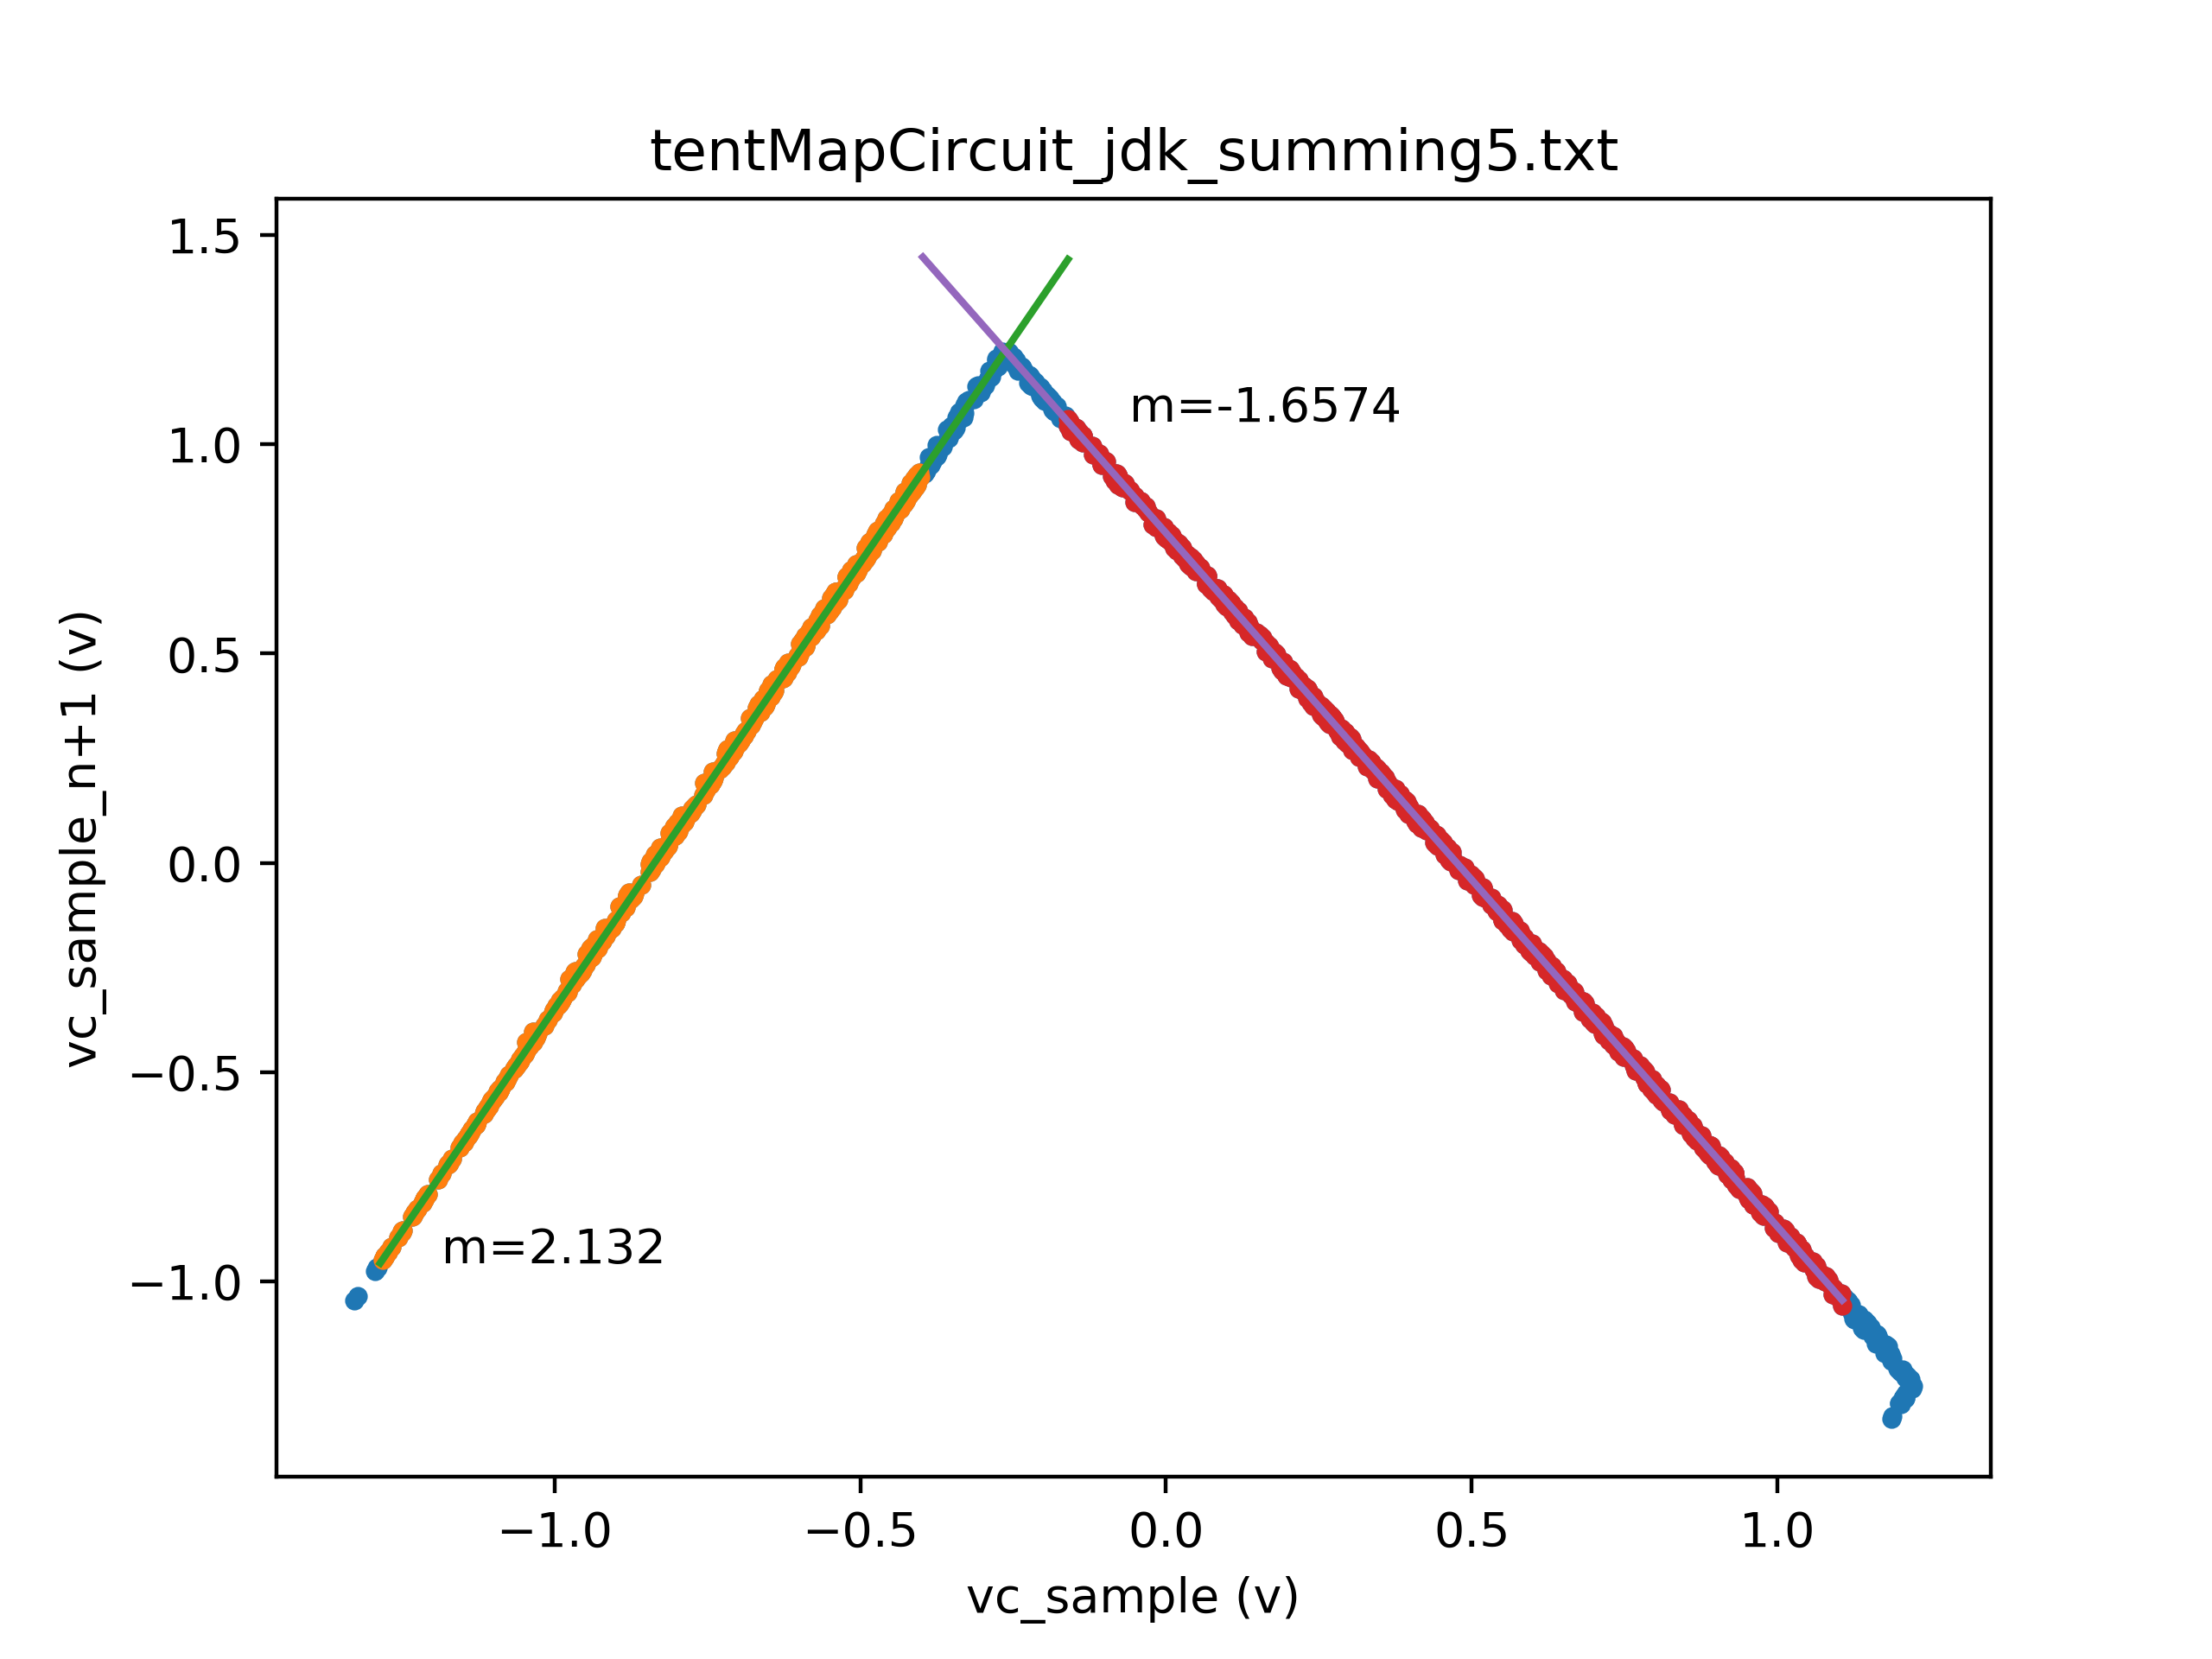 tentMapCircuit_jdk_summing5.txt
1.5
1.0
0.5
0.0
−0.5
−1.0
vc_sample_n+1 (v)
m=-1.6574
m=2.132
−1.0 −0.5 0.0 0.5 1.0
vc_sample (v)